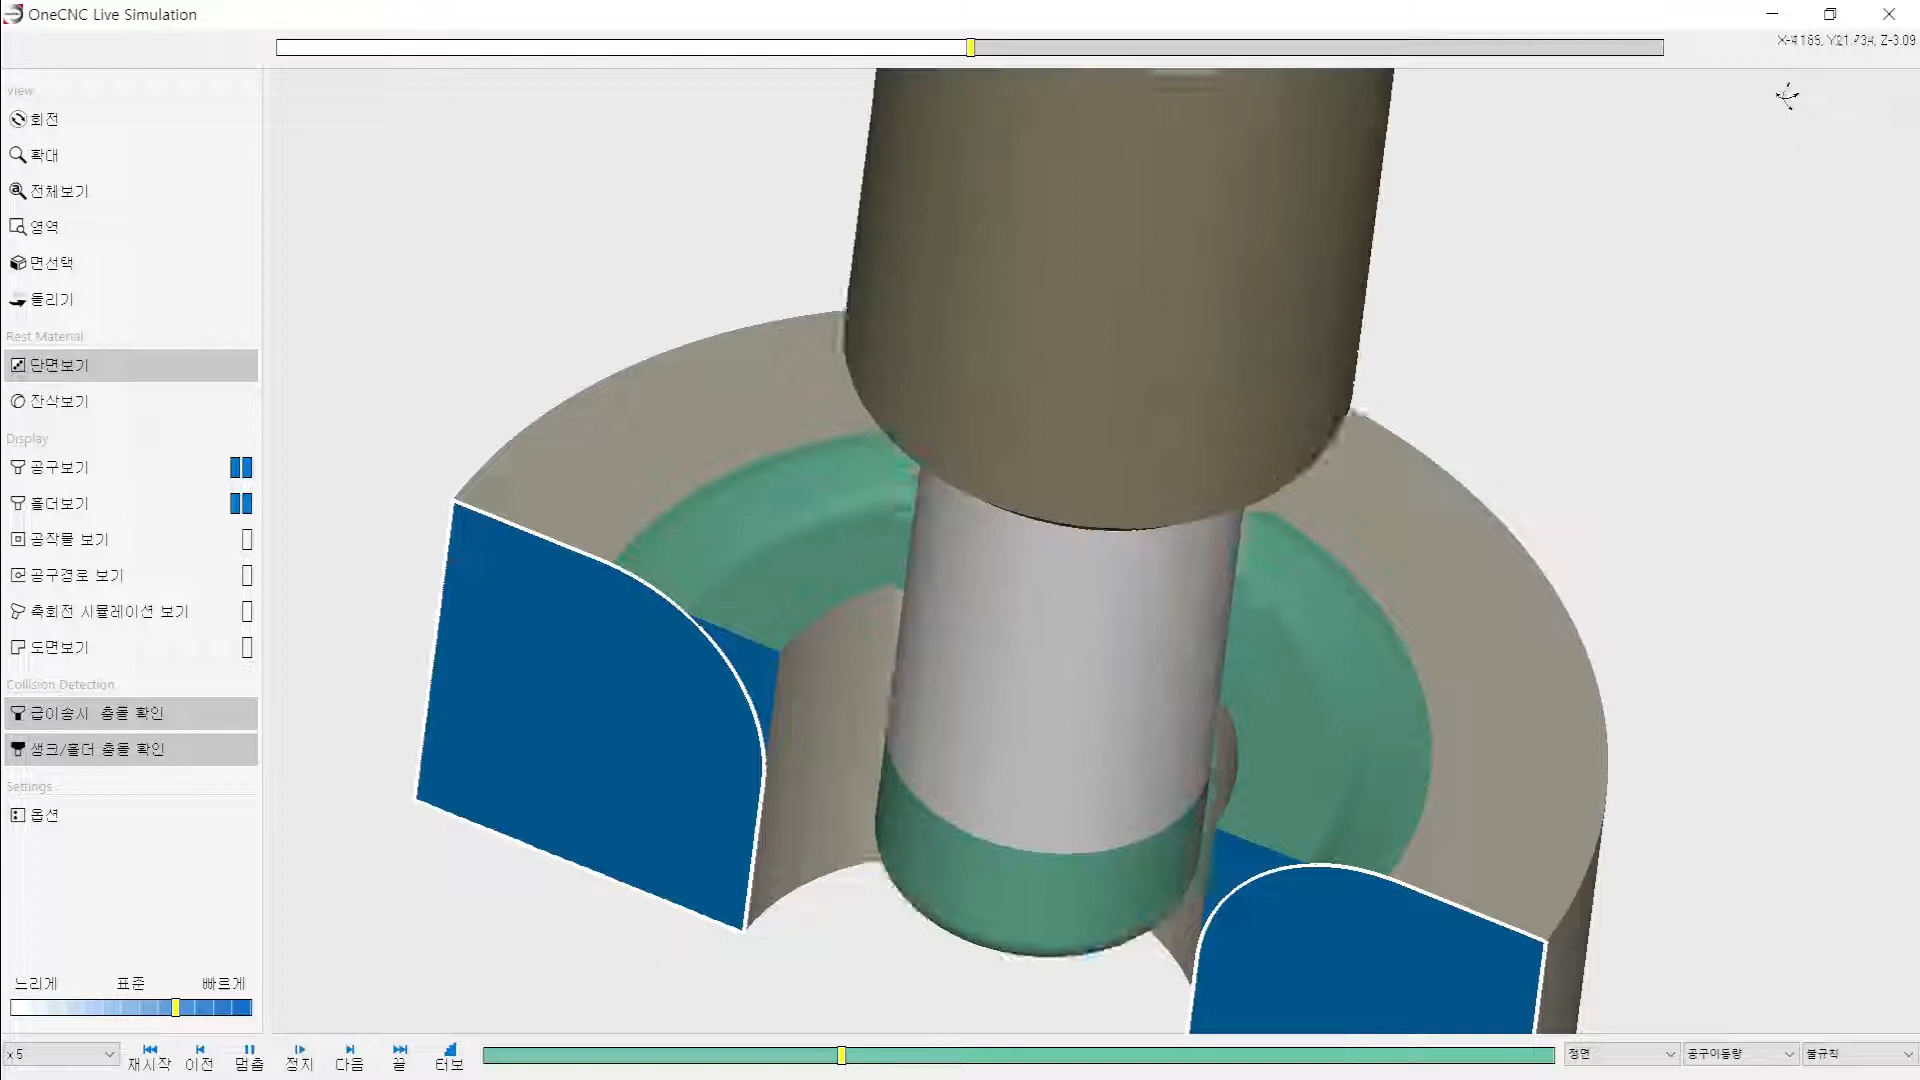 OneCNC Live Simulation
View
회전
확대
전체보기
영역
면선택
돌리기
Rest Material
단면보기
잔삭보기
Display
공구보기
홀더보기
공작물 보기
공구경로 보기
축회전 시뮬레이션 보기
도면보기
Collision Detection
급이송시 충돌 확인
생크/홀더 충돌 확인
Settings
옵션
느리게 표준 빠르게
x 5
재시작 이전 멈춤 정지 다음 끝 터보
정면 공구이동량 불규칙